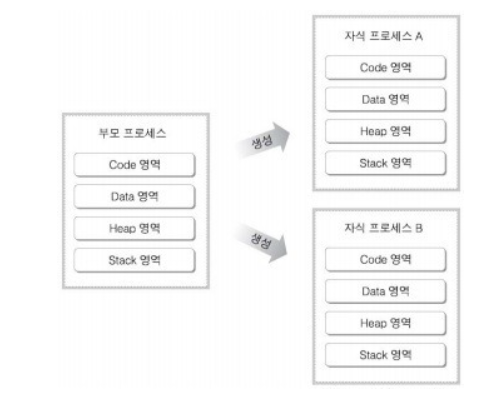 부모 프로세스
Code 영역
Data 영역
Heap 영역
Stack 영역
생성
생성
자식 프로세스 A
Code 영역
Data 영역
Heap 영역
Stack 영역
자식 프로세스 B
Code 영역
Data 영역
Heap 영역
Stack 영역